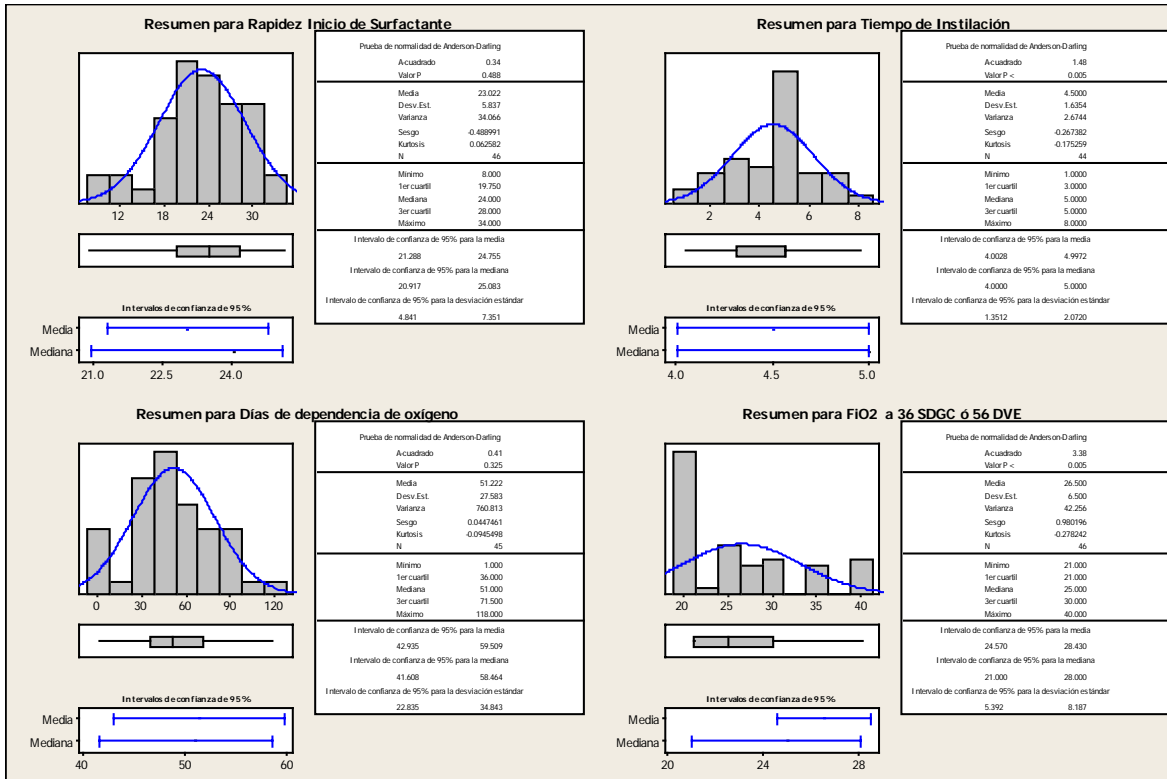 Resumen para Rapidez Inicio de Surfactante
Prueba de normalidad de Anderson-Darling
A-cuadrado 0.34
Valor P 0.488
Media 23.022
Desv.Est. 5.837
Varianza 34.066
Sesgo -0.488991
Kurtosis 0.062582
N 46
Mínimo 8.000
1er cuartil 19.750
Mediana 24.000
3er cuartil 28.000
Máximo 34.000
Intervalo de confianza de 95% para la media
21.288 24.755
Intervalo de confianza de 95% para la mediana
20.917 25.083
Intervalo de confianza de 95% para la desviación estándar
4.841 7.351
12 18 24 30
Intervalos de confianza de 95%
Media
Mediana
21.0 22.5 24.0
Resumen para Tiempo de Instilación
Prueba de normalidad de Anderson-Darling
A-cuadrado 1.48
Valor P < 0.005
Media 4.5000
Desv.Est. 1.6354
Varianza 2.6744
Sesgo -0.267382
Kurtosis -0.175259
N 44
Mínimo 1.0000
1er cuartil 3.0000
Mediana 5.0000
3er cuartil 5.0000
Máximo 8.0000
Intervalo de confianza de 95% para la media
4.0028 4.9972
Intervalo de confianza de 95% para la mediana
4.0000 5.0000
Intervalo de confianza de 95% para la desviación estándar
1.3512 2.0720
2 4 6 8
Intervalos de confianza de 95%
Media
Mediana
4.0 4.5 5.0
Resumen para Días de dependencia de oxígeno
Prueba de normalidad de Anderson-Darling
A-cuadrado 0.41
Valor P 0.325
Media 51.222
Desv.Est. 27.583
Varianza 760.813
Sesgo 0.0447461
Kurtosis -0.0945498
N 45
Mínimo 1.000
1er cuartil 36.000
Mediana 51.000
3er cuartil 71.500
Máximo 118.000
Intervalo de confianza de 95% para la media
42.935 59.509
Intervalo de confianza de 95% para la mediana
41.608 58.464
Intervalo de confianza de 95% para la desviación estándar
22.835 34.843
0 30 60 90 120
Intervalos de confianza de 95%
Media
Mediana
40 50 60
Resumen para FiO2 a 36 SDGC ó 56 DVE
Prueba de normalidad de Anderson-Darling
A-cuadrado 3.38
Valor P < 0.005
Media 26.500
Desv.Est. 6.500
Varianza 42.256
Sesgo 0.980196
Kurtosis -0.278242
N 46
Mínimo 21.000
1er cuartil 21.000
Mediana 25.000
3er cuartil 30.000
Máximo 40.000
Intervalo de confianza de 95% para la media
24.570 28.430
Intervalo de confianza de 95% para la mediana
21.000 28.000
Intervalo de confianza de 95% para la desviación estándar
5.392 8.187
20 25 30 35 40
Intervalos de confianza de 95%
Media
Mediana
20 24 28